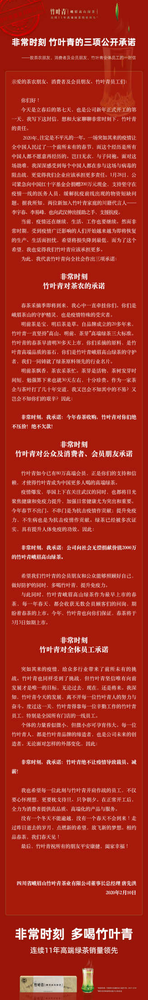 竹叶青 峨眉高山绿茶
连续11年高端绿茶销量领先*
非常时刻 竹叶青的三项公开承诺
——致茶农朋友、消费者及会员朋友、竹叶青全体员工的一封信
亲爱的茶农朋友、消费者及会员朋友、竹叶青员工们：
你们好！
今天是立春后的第七天，也是公司新年正式开工的第
一天，我写下这封信，想和大家聊聊非常时刻下，竹叶青
的责任。
2020年，注定是不平凡的一年。一场突如其来的疫情让
全中国人民过了一个前所未有的春节，而这个经历是所有
中国人都不愿意再经历的。岂曰无衣，与子同袍。面对这
场劫难，我深深感受到每个中国人都在参与这场与病毒的
阻击战，更觉得我们企业应该承担更多责任。1月28日，公
司紧急向中国红十字基金会捐赠200万元现金，支持坚守在
疫情一线的医务人员，缓解抗疫前线出现的物资短缺问
题。据我所知，两位新加入竹叶青家庭的川籍代言人——
李宇春、李易峰，也向武汉伸出援助之手，支援抗疫。
当前，疫情还在继续，生活、工作也要继续。然而非
常时期，受到疫情广泛影响的人们开始越来越为即将恢复
的生产、生活而担忧，希望将损失降到最低，而为了这个
希望，我也觉得我们竹叶青应该承担更多。
为此，我代表竹叶青向全社会作出三项承诺：
非常时刻
竹叶青对茶农的承诺
春茶采摘季即将到来，我心中一直牵挂你们。你们是
峨眉茶山的守护精灵，也是疫情特殊的受灾者。
明前茶是宝，明后茶是草。自品牌成立的20多年来，
竹叶青一直坚持“高山、明前、茶芽”高端绿茶三大标准。
竹叶青的春茶早清明30多天上市，你们采摘的原料，是竹
叶青高端品质的基石，你们是竹叶青峨眉高山绿茶的守护
者，我们一同铸就了绿茶原料领先的行业名片。
明前茶飘香，茶农采茶忙。茶芽是活物，茶树发芽时
间短，勉强算下来也就30天左右，十分珍贵。作为一家茶
企与茶叶打了几十年交道，我又岂会不知其中的不易？又
岂会不知你们的艰辛？因此：
非常时刻，我承诺：今年春茶收购，竹叶青对你们绝
不压价！绝不欠款！
非常时刻
竹叶青对公众及消费者、会员朋友承诺
竹叶青如今已有80万高端会员，正是你们的支持和信
赖，才使得竹叶青成为中国更多人喝的高端绿茶。
疫情爆发，举国上下在关注武汉的同时，也都将目光
聚焦健康和免疫力提升，加强日常健康尤为突出和重要。
今年春节不出门、不串门是为抗击疫情作贡献；提升免疫
力，不生病也是为抗击疫情作贡献。绿茶已经被多次证
实，具有提升人体免疫的功效。因此：
非常时刻，我承诺：公司向社会无偿捐献价值2000万
的竹叶青峨眉高山绿茶。
希望我们竹叶青的会员朋友和公众能够照顾好自己，
做好防护的同时，多喝竹叶青，提升免疫力。
与此同时，竹叶青峨眉高山绿茶作为最早上市的春
茶，每一年春天，都会收获无数会员顾客们的问询，期
盼着春茶的上市。今年，竹叶青也向你们保证，春茶将于
3月3日如期上市。
非常时刻
竹叶青对全体员工承诺
突如其来的疫情，给众多行业带来了前所未有的挑
战。竹叶青也同样受到了挑战，但竹叶青坚信唯有向前
发展才是唯一的目标，无论过去，现在，还是将来。我深
知，竹叶青今天的发展，离不开每一位竹叶青人的努力与
奋斗。度过这一关，竹叶青得靠每一位辛勤工作的竹叶青
员工，特别是全国所有门店的一线员工。
个体的力量看似微小，但微小亦可孕育伟大。每一位
竹叶青人，都是竹叶青品牌的缔造者，也是公司未来的创
造者。无论面对怎样的外部变化，因此：
非常时刻，我承诺：竹叶青绝不让疫情导致裁员、减
薪！
我也希望每一位此刻与竹叶青并肩作战的员工，不仅
要心怀理想，更要枕戈待旦、只争朝夕。在正常开工后，
全力为消费者提供高品质、高端化的产品与服务。
没有一个冬天不能逾越，没有一个春天不会到来！走
过昨日逝去的岁月，点燃新的希望，放飞新的梦想。相约
品春茶，我们春天见！
最后，竹叶青祝所有的朋友平安康健，阖家幸福！
四川省峨眉山竹叶青茶业有限公司董事长总经理 唐先洪
2020年2月10日
非常时刻 多喝竹叶青
连续11年高端绿茶销量领先
竹叶青 峨眉高山绿茶